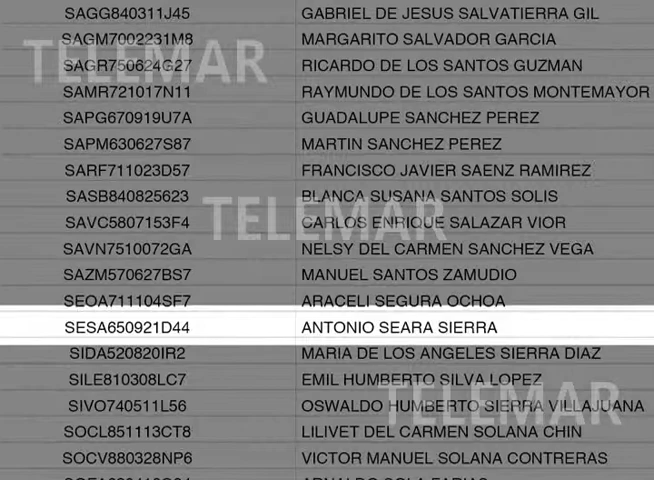 SAGG840311J45 GABRIEL DE JESUS SALVATIERRA GIL
SAGM7002231M8 MARGARITO SALVADOR GARCIA
SAGR750624G27 RICARDO DE LOS SANTOS GUZMAN
TELEMAR
SAMR721017N11 RAYMUNDO DE LOS SANTOS MONTEMAYOR
SAPG670919U7A GUADALUPE SANCHEZ PEREZ
SAPM630627S87 MARTIN SANCHEZ PEREZ
SARF711023D57 FRANCISCO JAVIER SAENZ RAMIREZ
SASB840825623 BLANCA SUSANA SANTOS SOLIS
TELEMAR
SAVC5807153F4 CARLOS ENRIQUE SALAZAR VIOR
SAVN7510072GA NELSY DEL CARMEN SANCHEZ VEGA
SAZM570627BS7 MANUEL SANTOS ZAMUDIO
SEOA711104SF7 ARACELI SEGURA OCHOA
SESA650921D44 ANTONIO SEARA SIERRA
SIDA520820IR2 MARIA DE LOS ANGELES SIERRA DIAZ
SILE810308LC7 EMIL HUMBERTO SILVA LOPEZ
TELEMAR
SIVO740511L56 OSWALDO HUMBERTO SIERRA VILLAJUANA
SOCL851113CT8 LILIVET DEL CARMEN SOLANA CHIN
SOCV880328NP6 VICTOR MANUEL SOLANA CONTRERAS